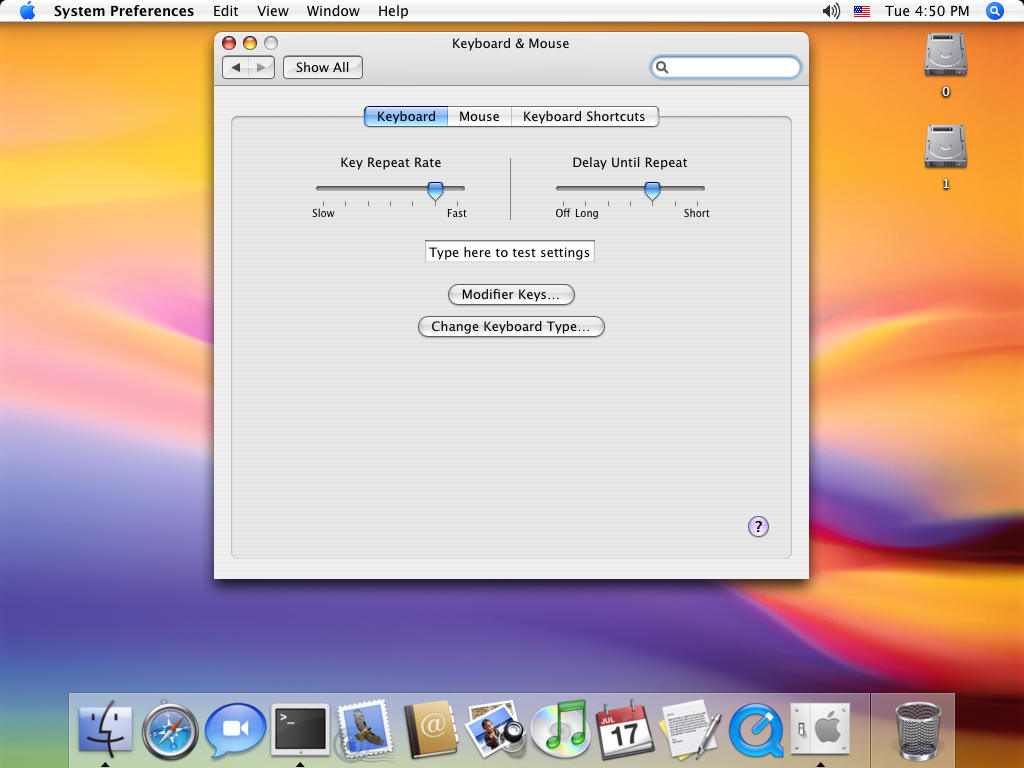 System Preferences Edit View Window Help Tue 4:50 PM
Keyboard & Mouse
Show All
0
Keyboard Mouse Keyboard Shortcuts
Key Repeat Rate Delay Until Repeat
1
Slow Fast Off Long Short
Type here to test settings
Modifier Keys...
Change Keyboard Type...
?
>_
@
JUL
17